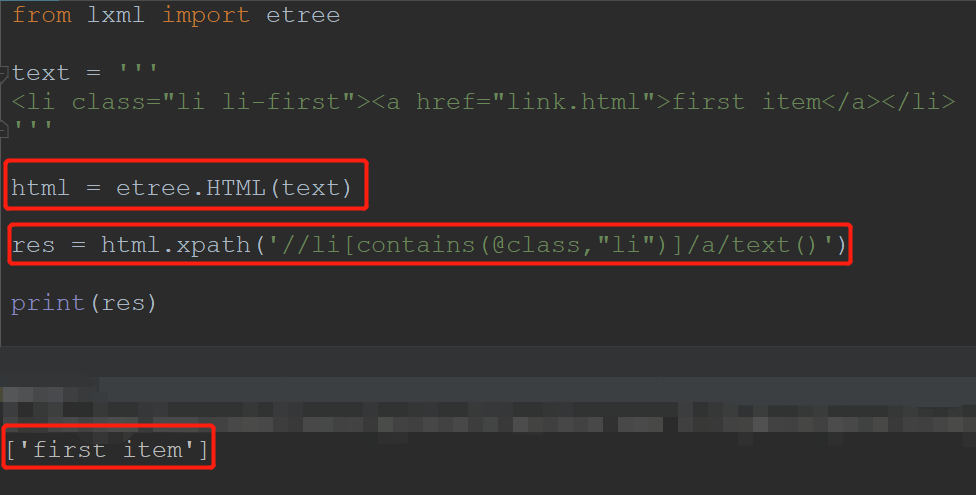 from lxml import etree
text = '''
<li class="li li-first"><a href="link.html">first item</a></li>
'''
html = etree.HTML(text)
res = html.xpath('//li[contains(@class,"li")]/a/text()')
print(res)
['first item']